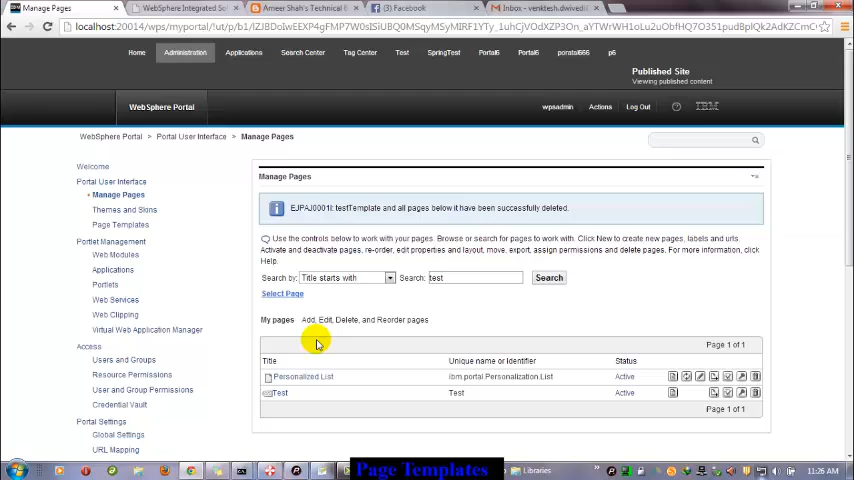 Manage Pages
WebSphere Integrated So
Ameer Shah's Technical
Facebook
Inbox - venktesh.dwivedi
localhost:20014/wps/myportal/!ut/p/b1/
Home
Administration
Applications
Search Center
Tag Center
Test
SpringTest
Portel6
Portel6
poratal666
p6
Published Site
Viewing published content
WebSphere Portal
wpsadmin
Actions
Log Out
IBM
WebSphere Portal > Portal User Interface > Manage Pages
Welcome
Portal User Interface
Manage Pages
Themes and Skins
Page Templates
Portlet Management
Web Modules
Applications
Portlets
Web Services
Web Clipping
Virtual Web Pages manager
Access
Users and Groups
Resource Permissions
User and Group Permissions
Credential Vault
Portal Settings
Global Settings
URL Mapping
Manage Pages
EJPAJ0001I: testTemplate and all pages below it have been successfully deleted.
Use the controls below to work with your pages. Browse or search for pages to work with. Click New to create new pages, labels and urls.
Activate and deactivate pages, re-order, edit properties and layout, move, export, assign permissions and delete pages. For more information, click
Help.
Search by: Title starts with Search: test Search
Select Page
My pages Add, Edit, Delete, and Reorder pages
Page 1 of 1
Title Unique name or Identifier Status
Personalized List ibm.portal.Personalization.List Active
Test Test Active
Page 1 of 1
Page Templates
Libraries
11:26 AM